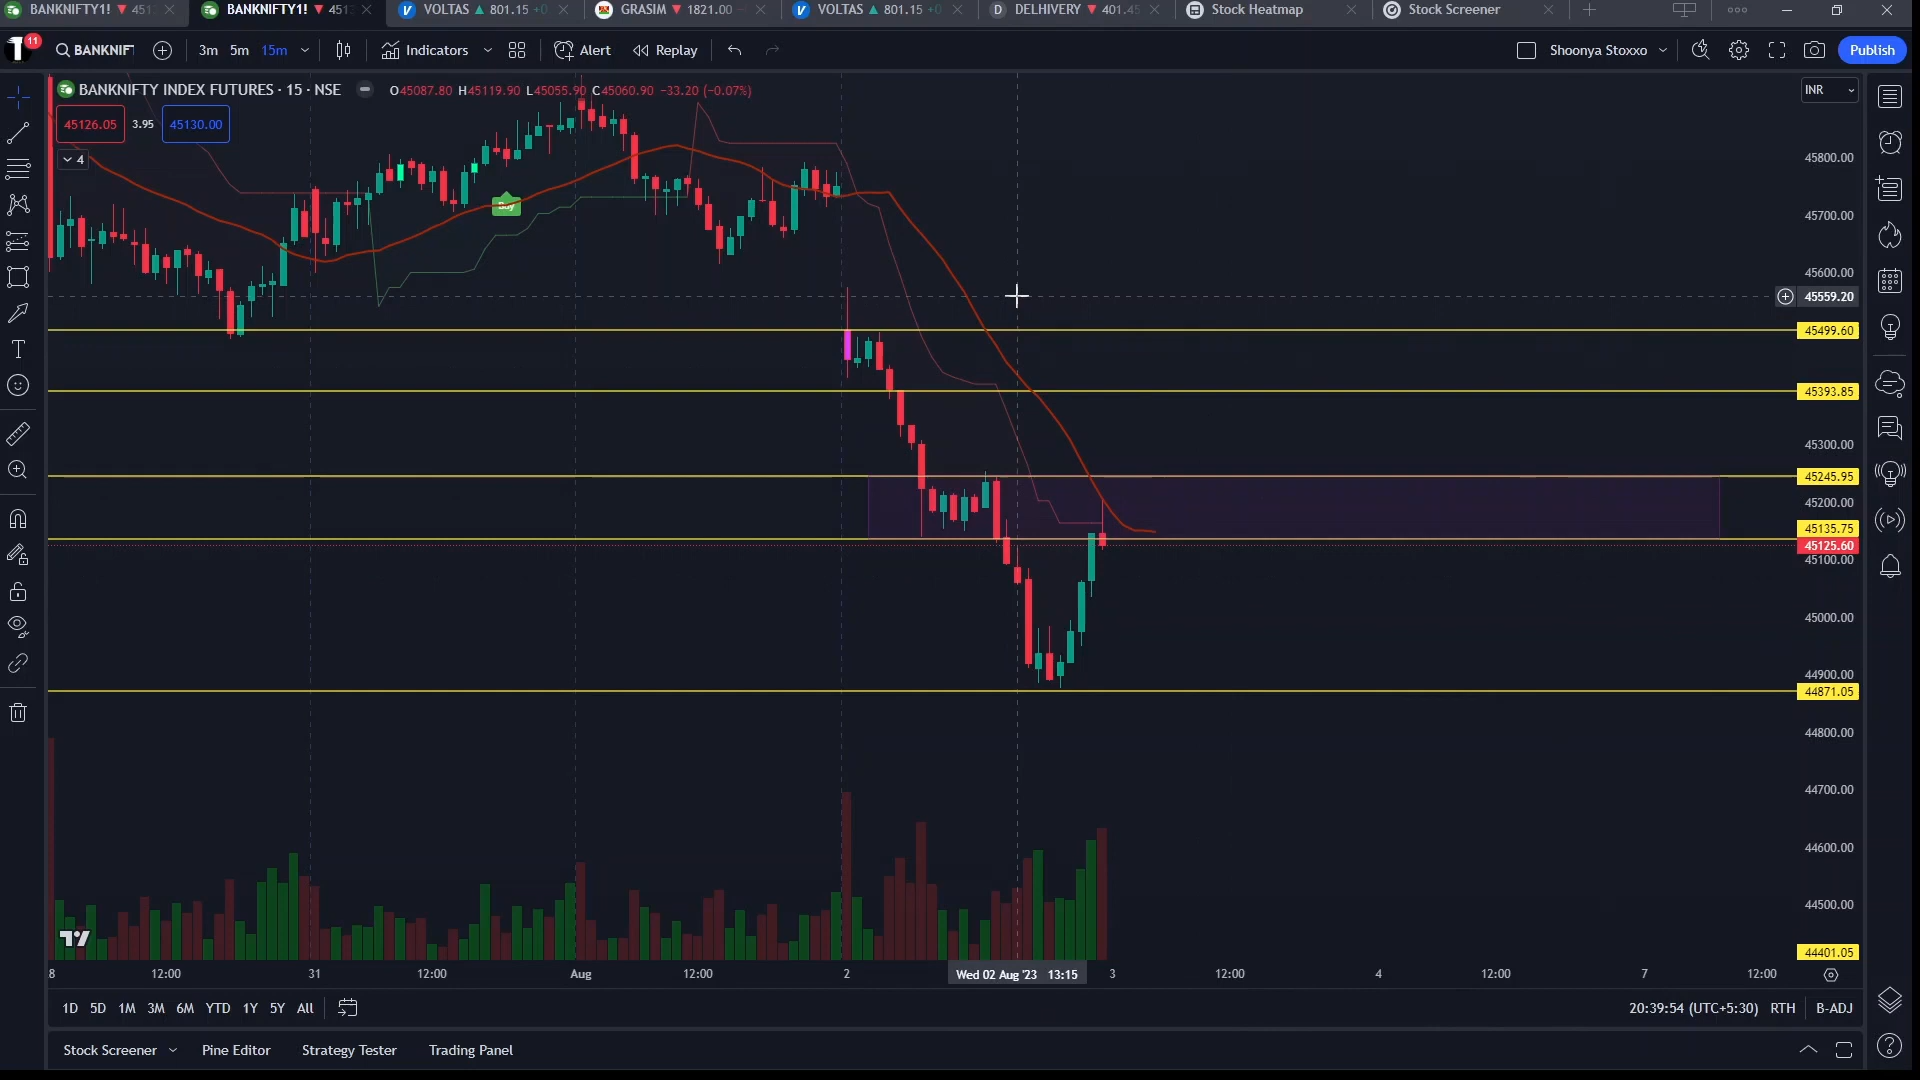 BANKNIFTY1! ▼ 451 BANKNIFTY1! ▼ 451 VOLTAS ▲ 801.15 +0 GRASIM ▼ 1821.00 VOLTAS ▲ 801.15 +0 DELHIVERY ▼ 401.45 Stock Heatmap Stock Screener
11 BANKNIF 3m 5m 15m Indicators Alert Replay Shoonya Stoxxo Publish
BANKNIFTY INDEX FUTURES · 15 · NSE O45087.80 H45119.90 L45055.90 C45060.90 −33.20 (−0.07%) INR
45126.05 3.95 45130.00
4
45800.00
Buy
45700.00
45600.00
45559.20
45499.60
45393.85
45300.00
45245.95
45200.00
45135.75
45125.60
45100.00
45000.00
44900.00
44871.05
44800.00
44700.00
44600.00
44500.00
44401.05
8 12:00 31 12:00 Aug 12:00 2 Wed 02 Aug '23 13:15 3 12:00 4 12:00 7 12:00
1D 5D 1M 3M 6M YTD 1Y 5Y All 20:39:54 (UTC+5:30) RTH B-ADJ
Stock Screener Pine Editor Strategy Tester Trading Panel